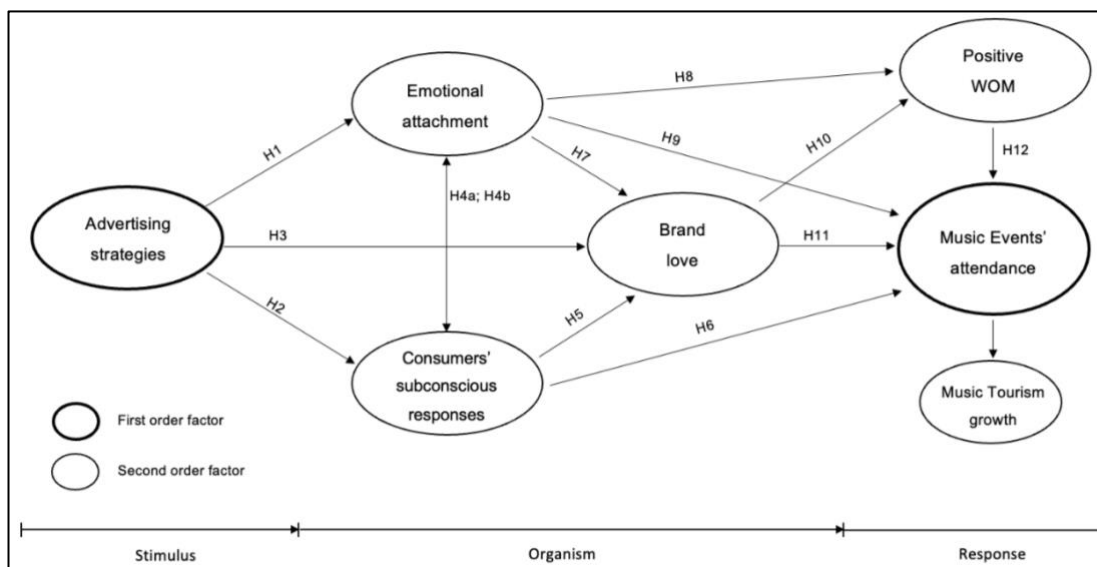 Positive
WOM
Emotional
attachment
H8
H9
H10
H1
H7
H12
H4a; H4b
Advertising
strategies
H3
Brand
love
H11
Music Events'
attendance
H2
H5
H6
Consumers'
subconscious
responses
Music Tourism
growth
First order factor
Second order factor
Stimulus
Organism
Response